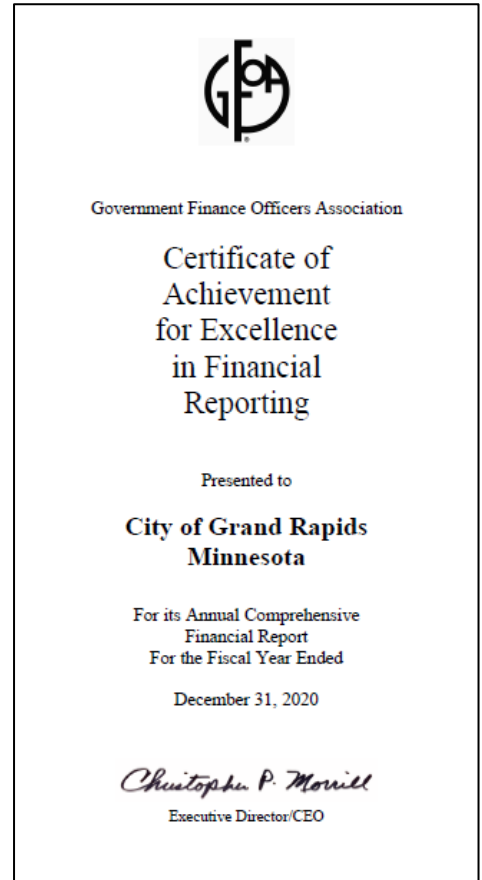 GFOA
Government Finance Officers Association
Certificate of
Achievement
for Excellence
in Financial
Reporting
Presented to
City of Grand Rapids
Minnesota
For its Annual Comprehensive
Financial Report
For the Fiscal Year Ended
December 31, 2020
Christopher P. Morrill
Executive Director/CEO